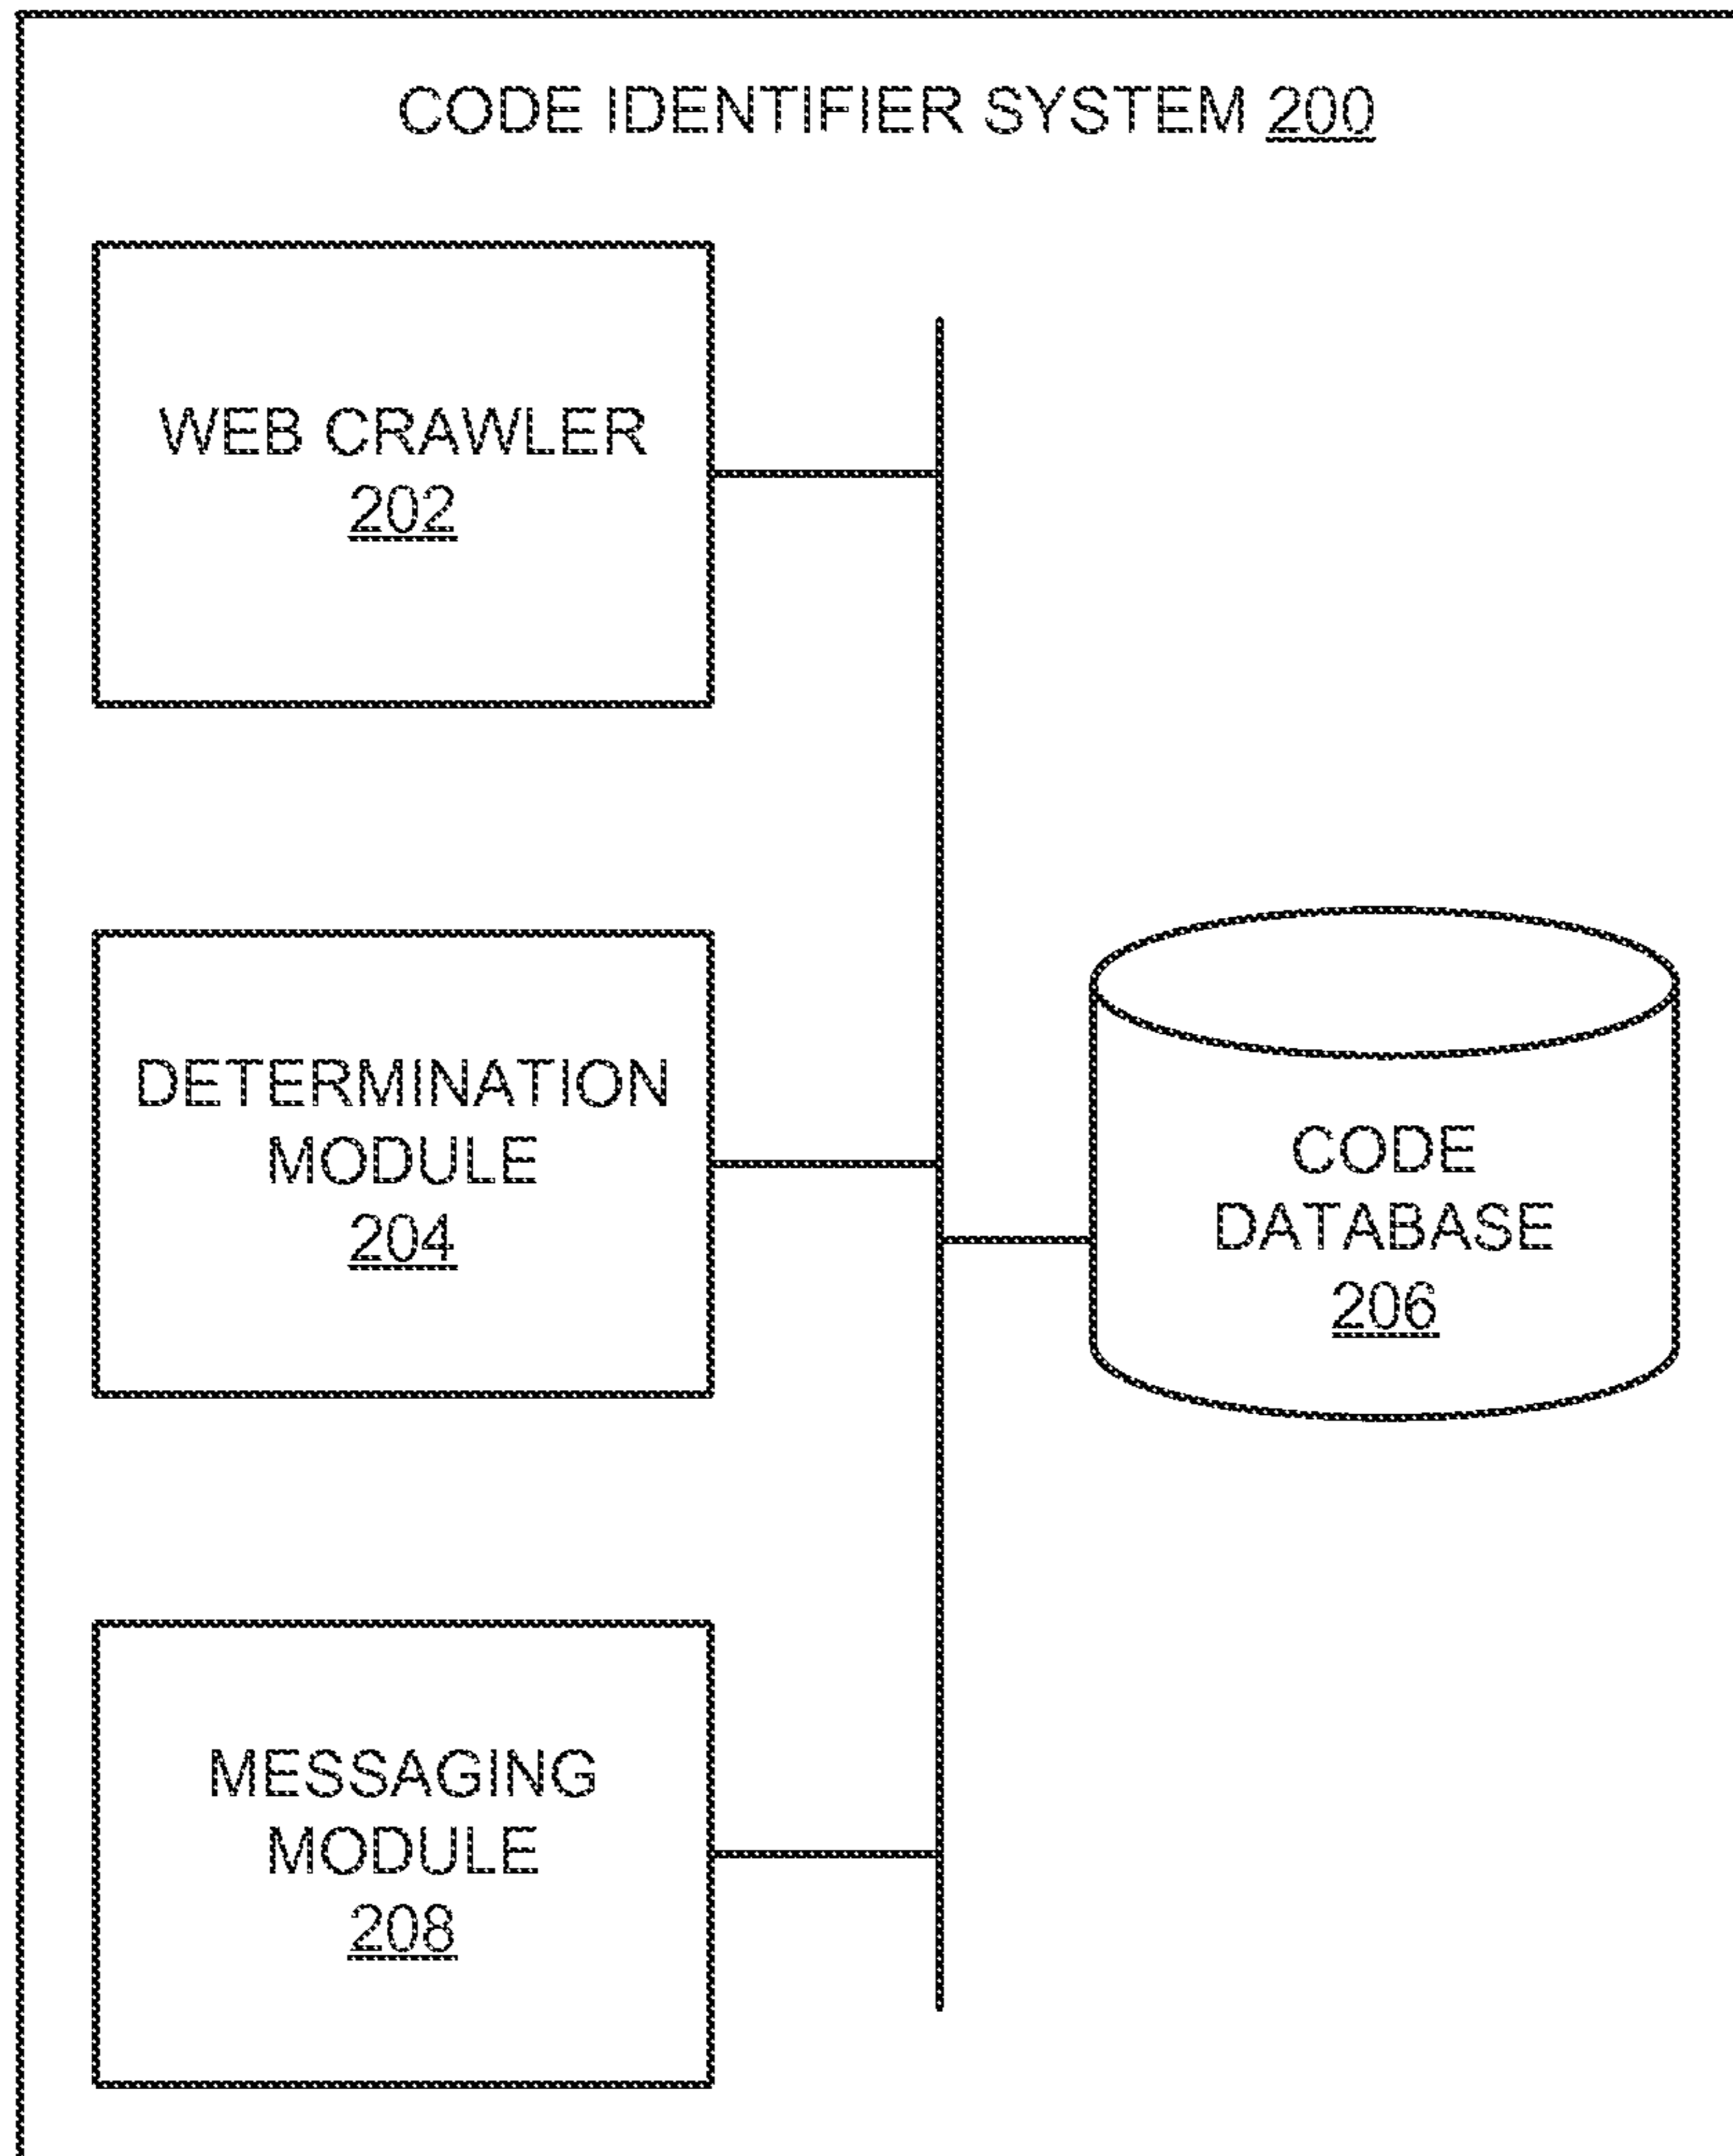 CODE IDENTIFIER SYSTEM 200
WEB CRAWLER
202
DETERMINATION
MODULE
204
CODE
DATABASE
206
MESSAGING
MODULE
208